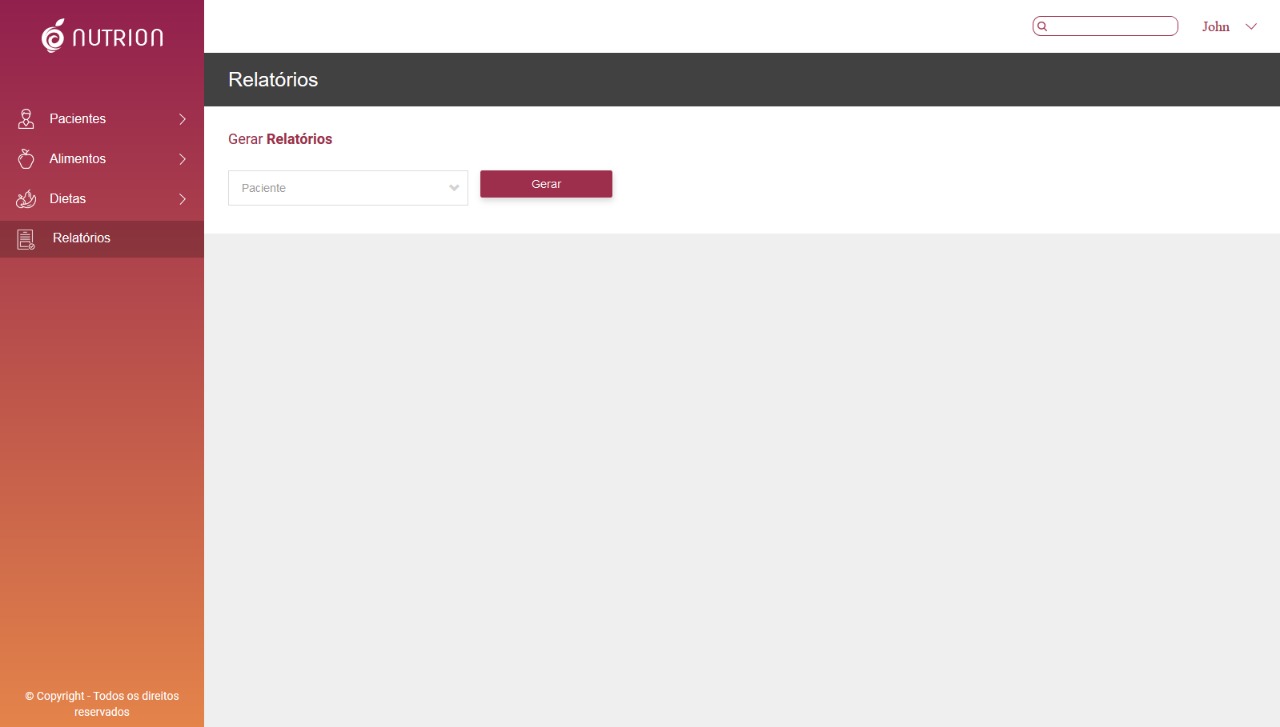 NUTRION
John
Relatórios
Pacientes
Alimentos
Dietas
Relatórios
Gerar Relatórios
Paciente
Gerar
© Copyright - Todos os direitos
reservados